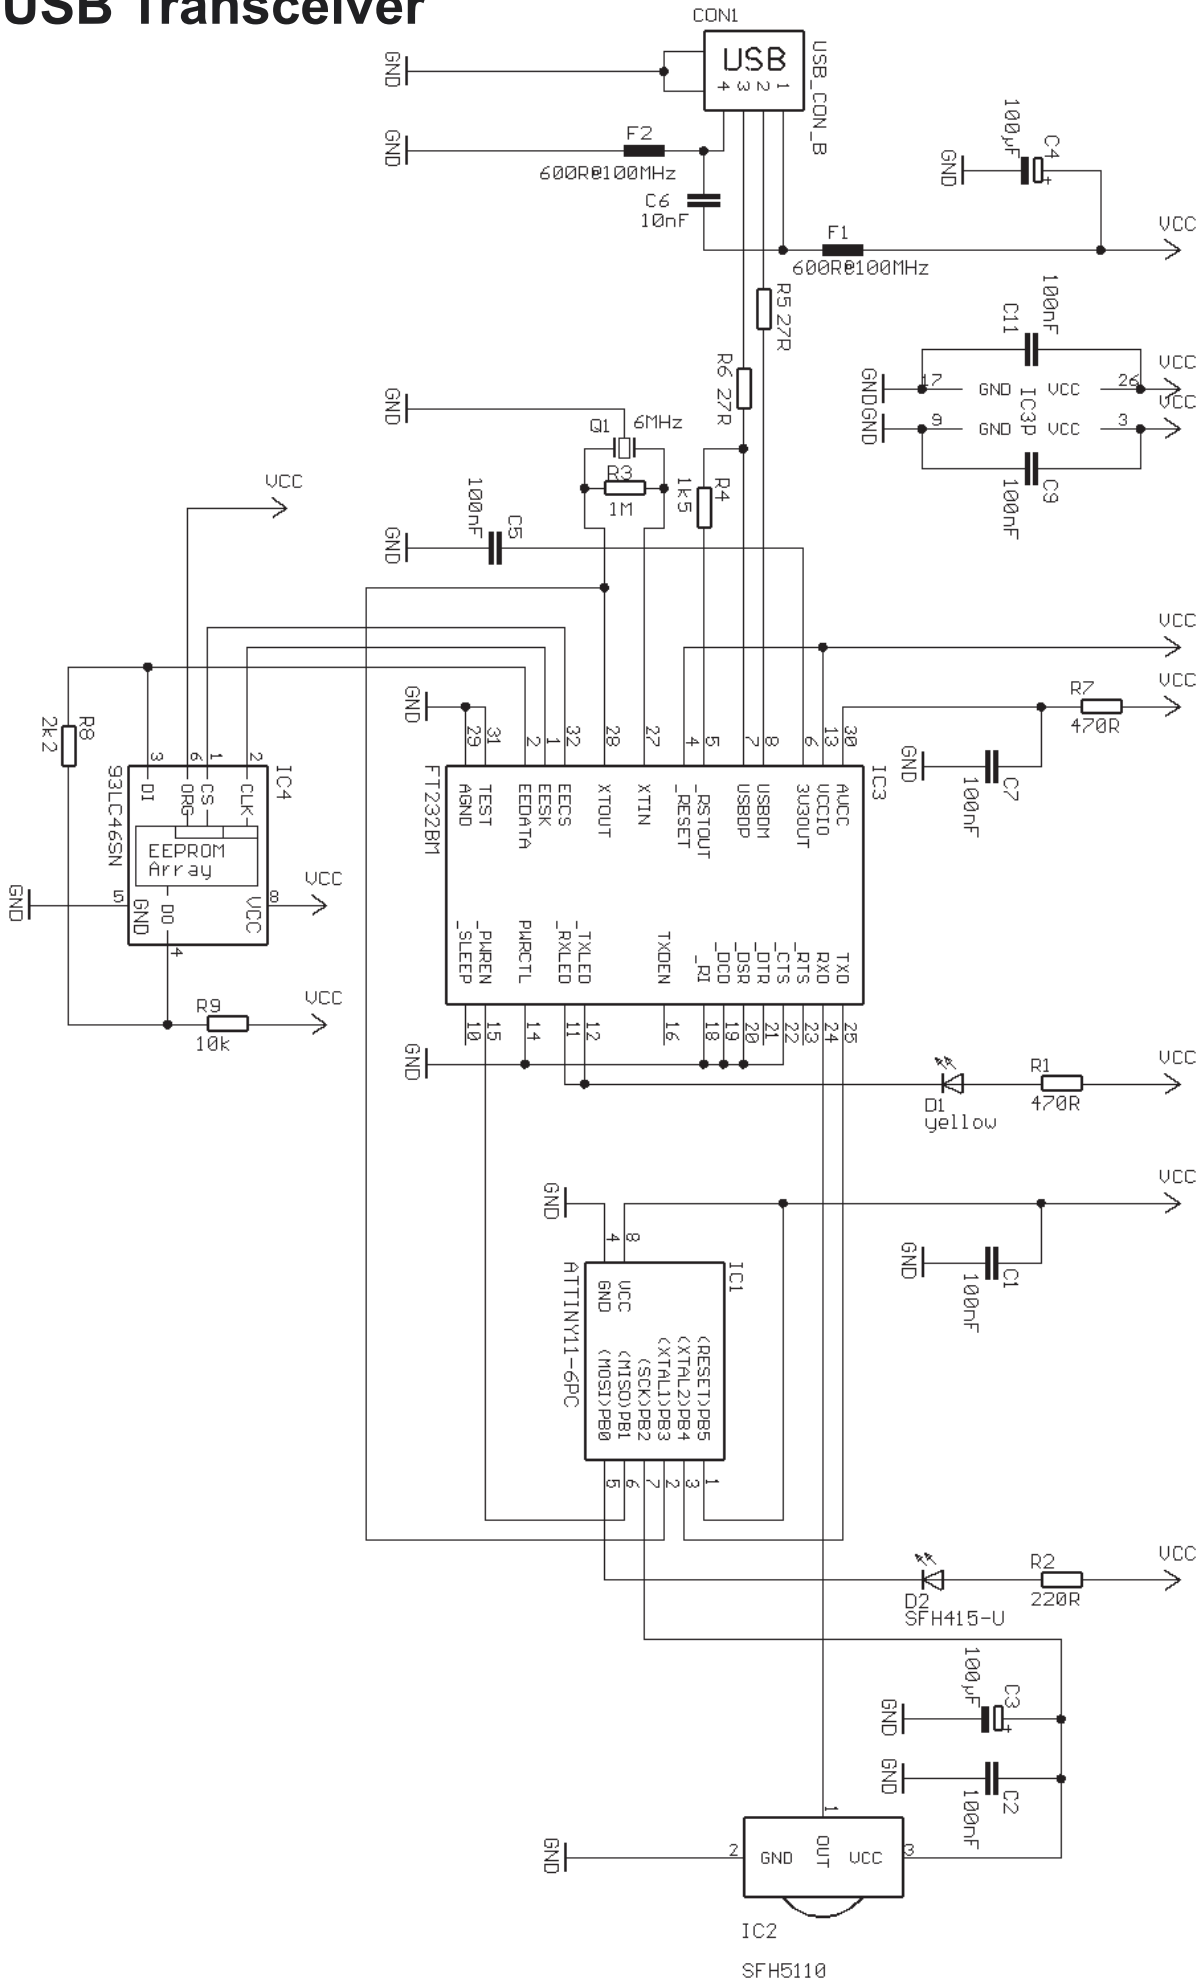 USB Transceiver
CON1
USB
4 3 2 1
USB_CON_B
GND
GND
F2
600R@100MHz
C6
10nF
F1
600R@100MHz
C4
100µF
+
GND
VCC
R5 27R
R6 27R
C11
100nF
VCC
GND
17
GND
VCC
26
IC3P
VCC
GND
9
GND
VCC
3
C9
100nF
GND
Q1
6MHz
R3
1M
R4
1k5
VCC
C5
100nF
GND
VCC
VCC
R7
470R
C7
100nF
GND
R8
2k2
GND
29
31
2
1
32
28
27
4
5
7
8
6
13
30
IC3
FT232BM
AGND
TEST
EEDATA
EESK
EECS
XTOUT
XTIN
_RESET
_RSTOUT
USBDP
USBDM
3V3OUT
VCCIO
AVCC
3
6
1
2
IC4
93LC46SN
DI
ORG
CS
CLK
EEPROM
Array
5
GND
DO
VCC
8
VCC
GND
4
R9
10k
VCC
_SLEEP
_PWREN
PWRCTL
_RXLED
_TXLED
TXDEN
_RI
_DCD
_DSR
_DTR
_CTS
_RTS
RXD
TXD
10
15
14
11
12
16
18
19
20
21
22
23
24
25
GND
D1
yellow
R1
470R
VCC
GND
VCC
4
8
IC1
ATTINY11-6PC
GND
VCC
C1
100nF
GND
(MOSI)PB0
(MISO)PB1
(SCK)PB2
(XTAL1)PB3
(XTAL2)PB4
(RESET)PB5
5
6
7
2
3
1
D2
SFH415-U
R2
220R
VCC
C3
100µF
+
GND
C2
100nF
GND
1
GND
2
GND
OUT
VCC
3
IC2
SFH5110